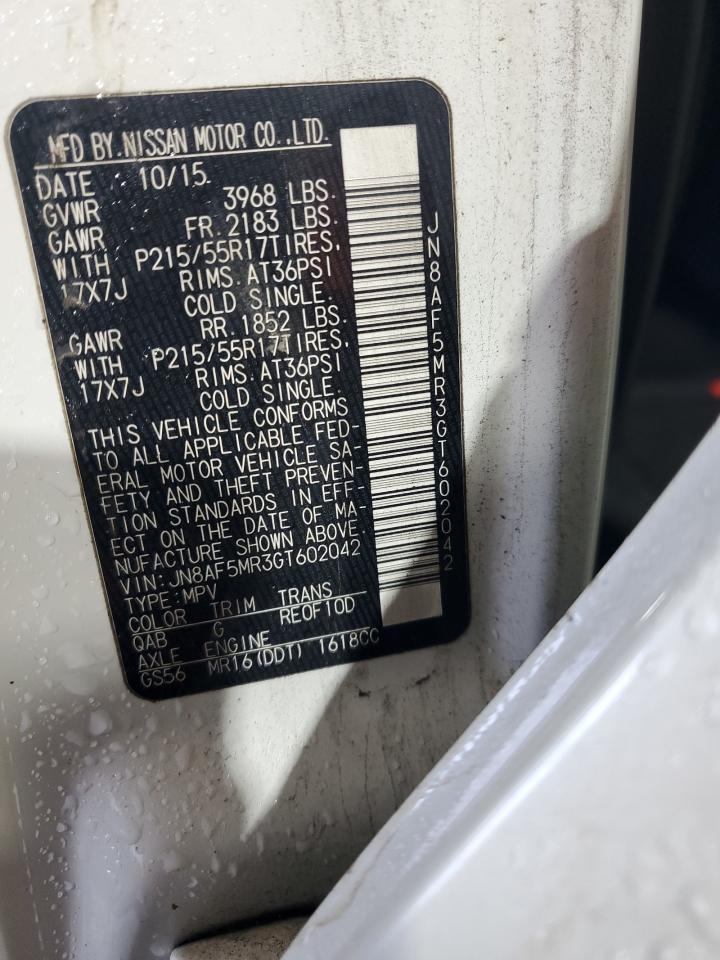 MFD BY.NISSAN MOTOR CO.,LTD.
DATE 10/15
GVWR 3968 LBS.
GAWR FR.2183 LBS.
WITH P215/55R17TIRES.
17X7J RIMS.AT36PSI
COLD SINGLE.
GAWR RR.1852 LBS.
WITH P215/55R17TIRES.
17X7J RIMS.AT36PSI
COLD SINGLE.
THIS VEHICLE CONFORMS
TO ALL APPLICABLE FED-
ERAL MOTOR VEHICLE SA-
FETY AND THEFT PREVEN-
TION STANDARDS IN EFF-
ECT ON THE DATE OF MA-
NUFACTURE SHOWN ABOVE.
VIN:JN8AF5MR3GT602042
TYPE:MPV
COLOR TRIM TRANS
QAB G RE0F10D
AXLE ENGINE
GS56 MR16(DDT) 1618CC
JN8AF5MR3GT602042